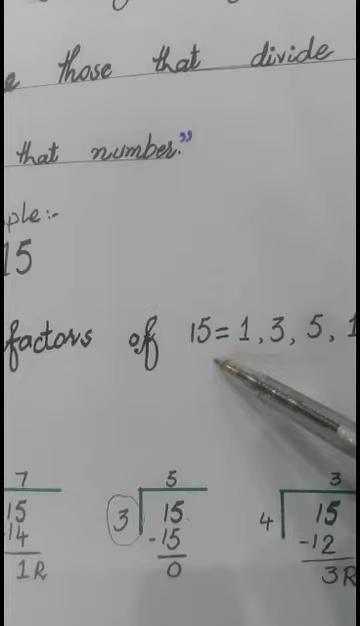 those that divide
that number."
ple:-
15
factors of 15 = 1, 3, 5, 1
7 5 3
15 3 15 4 15
14 -15 -12
1R 0 3R